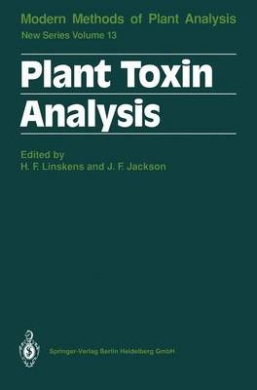 Modern Methods of Plant Analysis
New Series Volume 13
Plant Toxin
Analysis
Edited by
H. F. Linskens and J. F. Jackson
Springer-Verlag Berlin Heidelberg GmbH